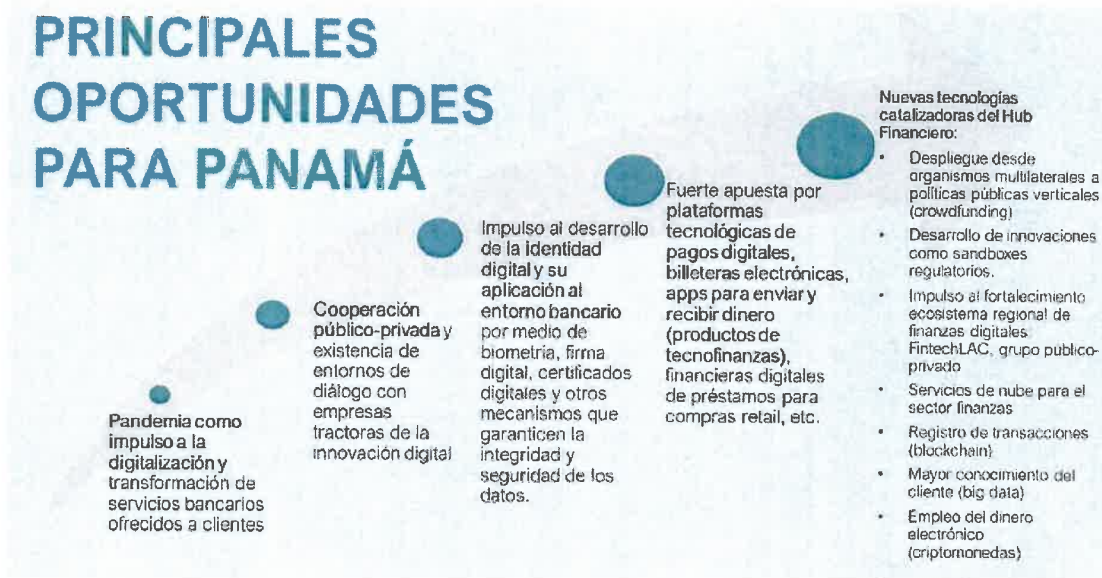 PRINCIPALES
OPORTUNIDADES
PARA PANAMÁ
Pandemia como
impulso a la
digitalización y
transformación de
servicios bancarios
ofrecidos a clientes
Cooperación
público-privada y
existencia de
entornos de
diálogo con
empresas
tractoras de la
innovación digital
Impulso al desarrollo
de la identidad
digital y su
aplicación al
entorno bancario
por medio de
biometría, firma
digital, certificados
digitales y otros
mecanismos que
garanticen la
integridad y
seguridad de los
datos.
Fuerte apuesta por
plataformas
tecnológicas de
pagos digitales,
billeteras electrónicas,
apps para enviar y
recibir dinero
(productos de
tecnofinanzas),
financieras digitales
de préstamos para
compras retail, etc.
Nuevas tecnologías
catalizadoras del Hub
Financiero:
• Despliegue desde
organismos multilaterales a
políticas públicas verticales
(crowdfunding)
• Desarrollo de innovaciones
como sandboxes
regulatorios.
• Impulso al fortalecimiento
ecosistema regional de
finanzas digitales
FintechLAC, grupo público-
privado
• Servicios de nube para el
sector finanzas
• Registro de transacciones
(blockchain)
• Mayor conocimiento del
cliente (big data)
• Empleo del dinero
electrónico
(criptomonedas)